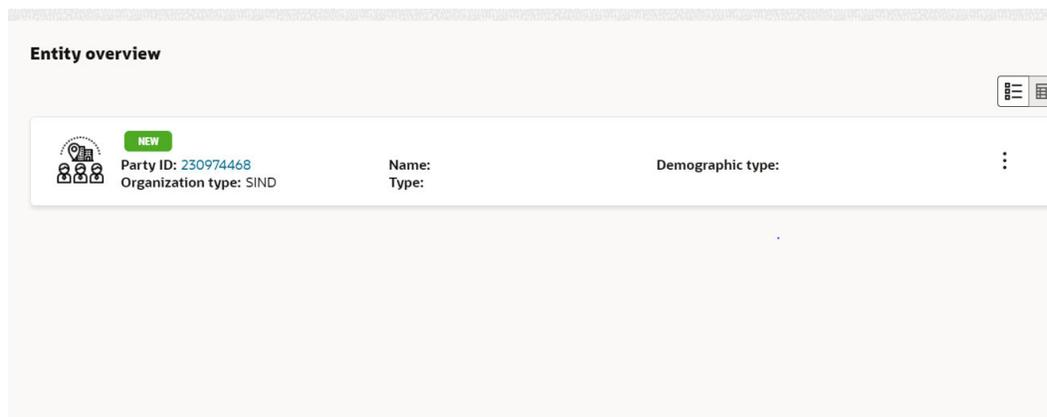 Entity overview
NEW
Party ID: 230974468
Organization type: SIND
Name:
Type:
Demographic type: